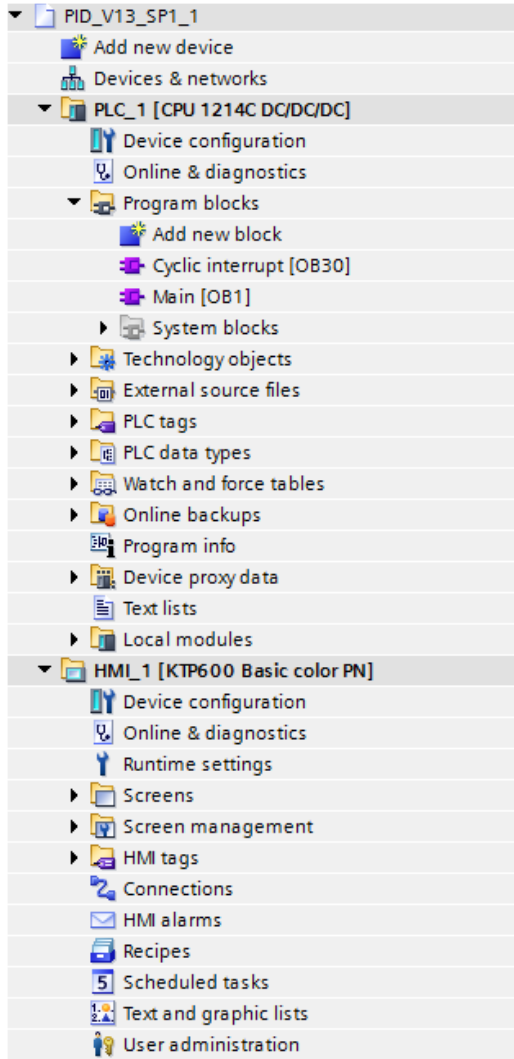 PID_V13_SP1_1
Add new device
Devices & networks
PLC_1 [CPU 1214C DC/DC/DC]
Device configuration
Online & diagnostics
Program blocks
Add new block
Cyclic interrupt [OB30]
Main [OB1]
System blocks
Technology objects
External source files
PLC tags
PLC data types
Watch and force tables
Online backups
Program info
Device proxy data
Text lists
Local modules
HMI_1 [KTP600 Basic color PN]
Device configuration
Online & diagnostics
Runtime settings
Screens
Screen management
HMI tags
Connections
HMI alarms
Recipes
Scheduled tasks
Text and graphic lists
User administration